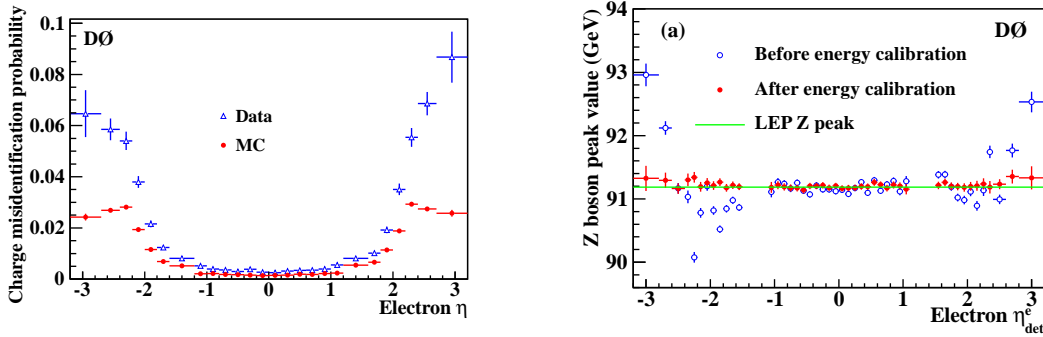 Charge misidentification probability
0.1
0.08
0.06
0.04
0.02
0
DØ
Data
MC
-3 -2 -1 0 1 2 3
Electron η
Z boson peak value (GeV)
94
93
92
91
90
(a)
DØ
Before energy calibration
After energy calibration
LEP Z peak
-3 -2 -1 0 1 2 3
Electron η^e_det